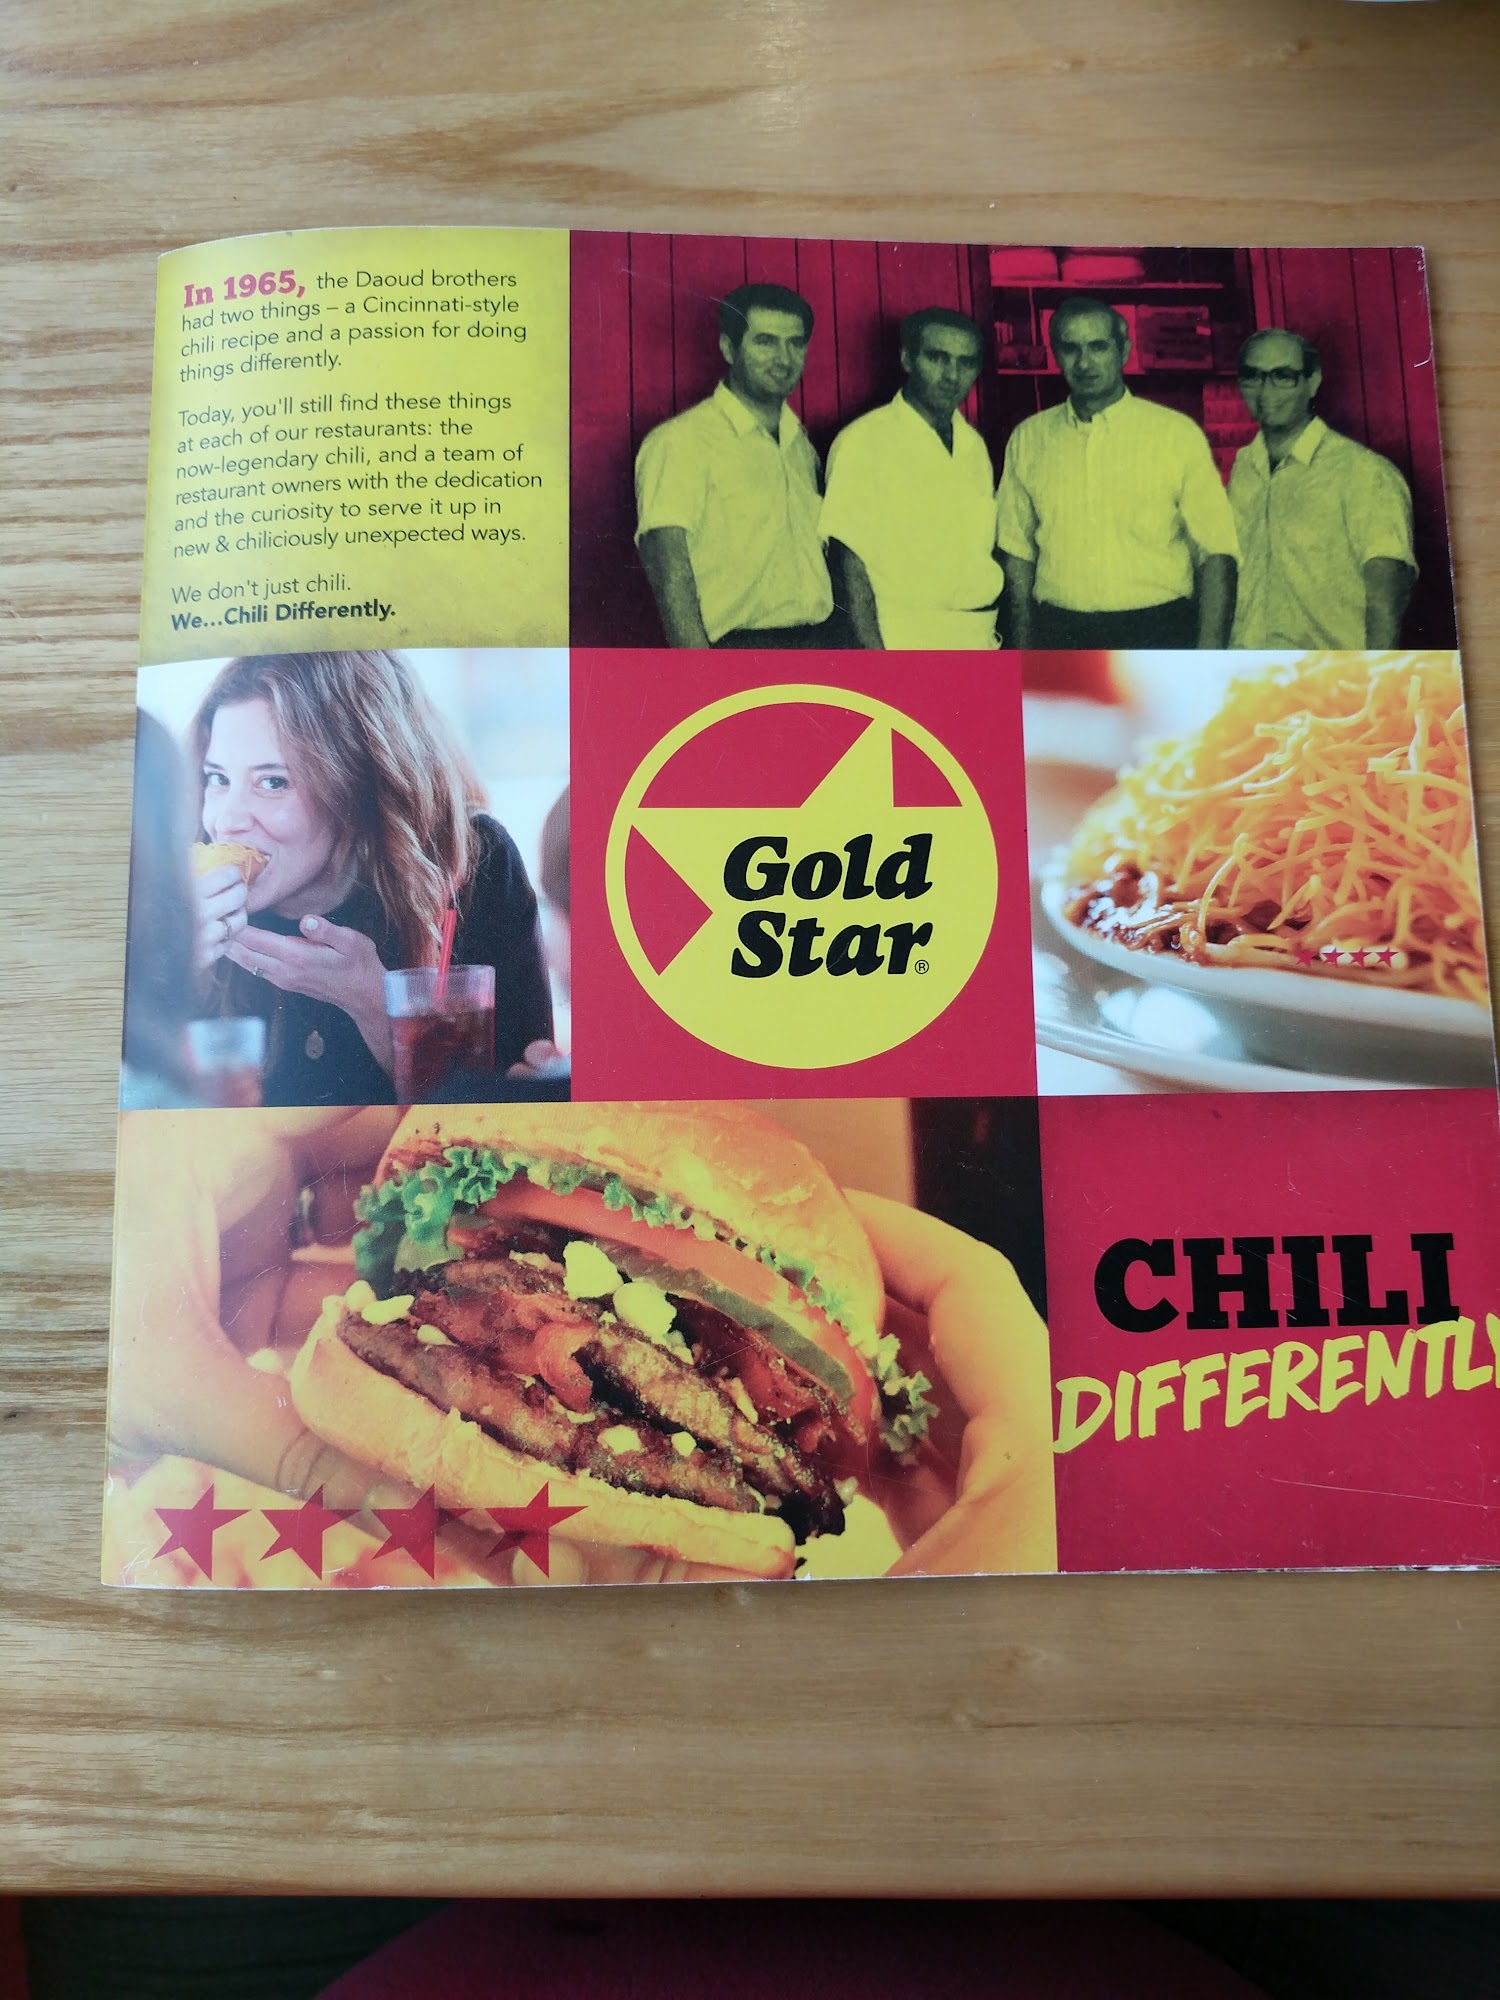 In 1965, the Daoud brothers
had two things – a Cincinnati-style
chili recipe and a passion for doing
things differently.
Today, you'll still find these things
at each of our restaurants: the
now-legendary chili, and a team of
restaurant owners with the dedication
and the curiosity to serve it up in
new & chiliciously unexpected ways.
We don't just chili.
We...Chili Differently.
Gold
Star®
CHILI
DIFFERENTLY